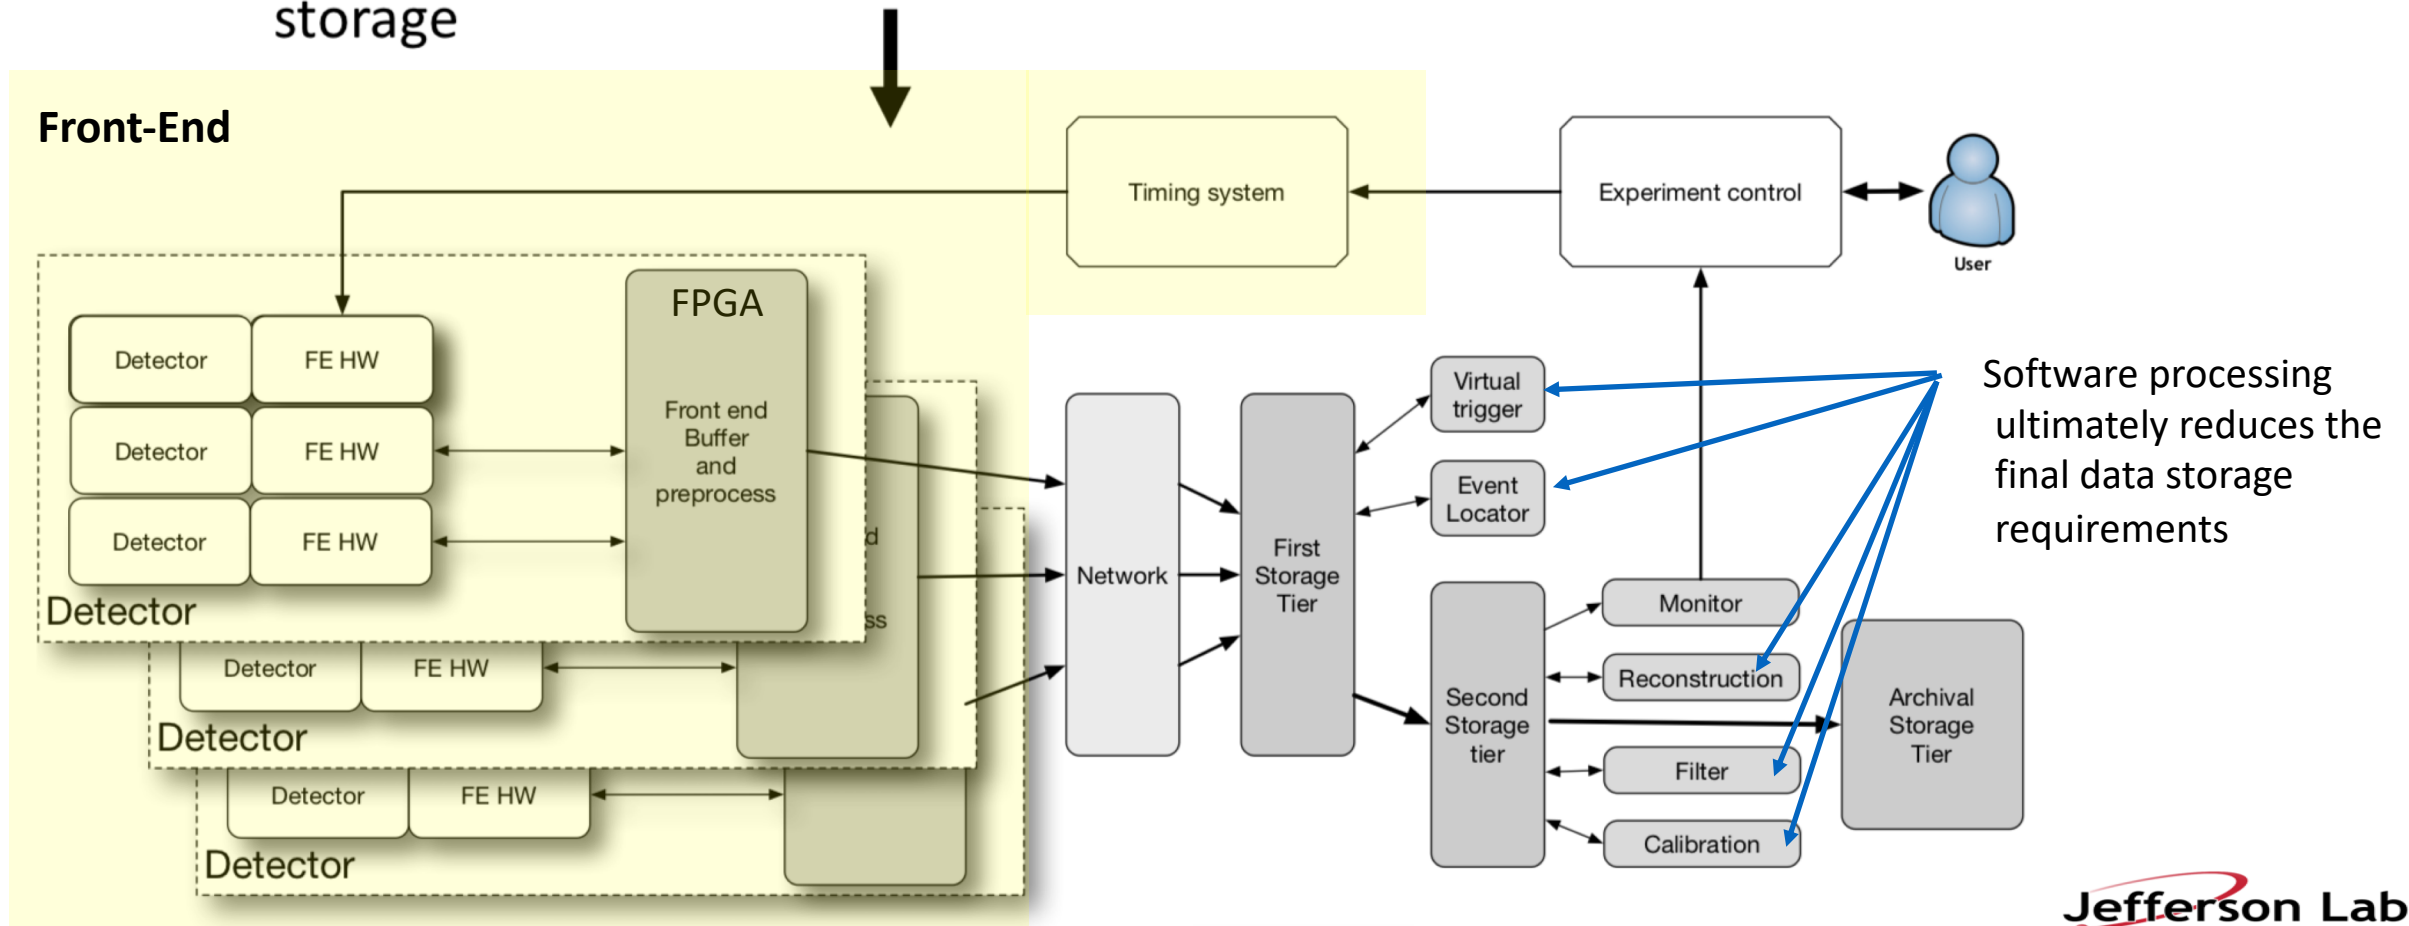 storage
Front-End
Timing system
Experiment control
User
FPGA
Detector
FE HW
Front end
Buffer
and
preprocess
Detector
FE HW
Detector
FE HW
Detector
d
ss
Detector
FE HW
Detector
Detector
FE HW
Detector
Network
First
Storage
Tier
Virtual
trigger
Event
Locator
Second
Storage
tier
Monitor
Reconstruction
Filter
Calibration
Archival
Storage
Tier
Software processing
ultimately reduces the
final data storage
requirements
Jefferson Lab